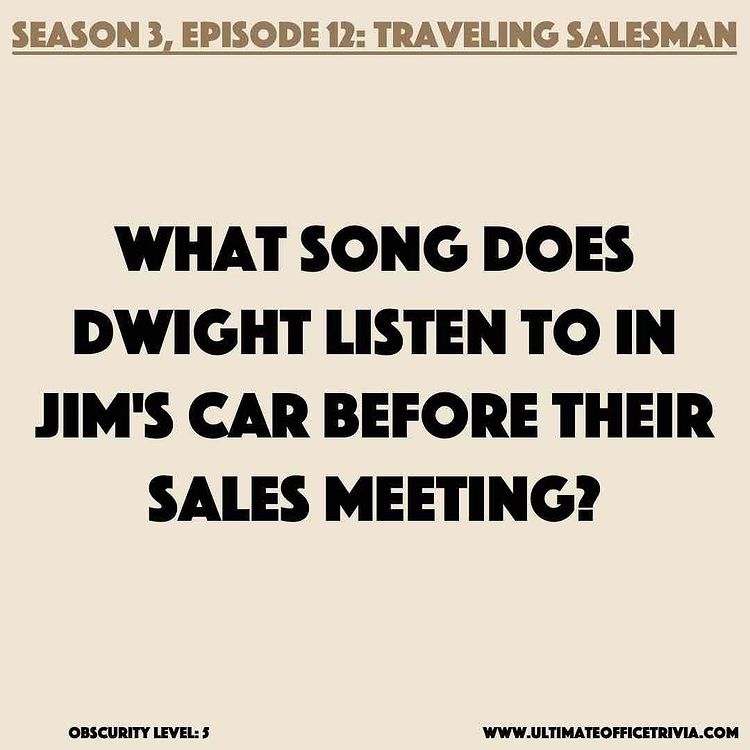 SEASON 3, EPISODE 12: TRAVELING SALESMAN
WHAT SONG DOES
DWIGHT LISTEN TO IN
JIM'S CAR BEFORE THEIR
SALES MEETING?
OBSCURITY LEVEL: 5
WWW.ULTIMATEOFFICETRIVIA.COM